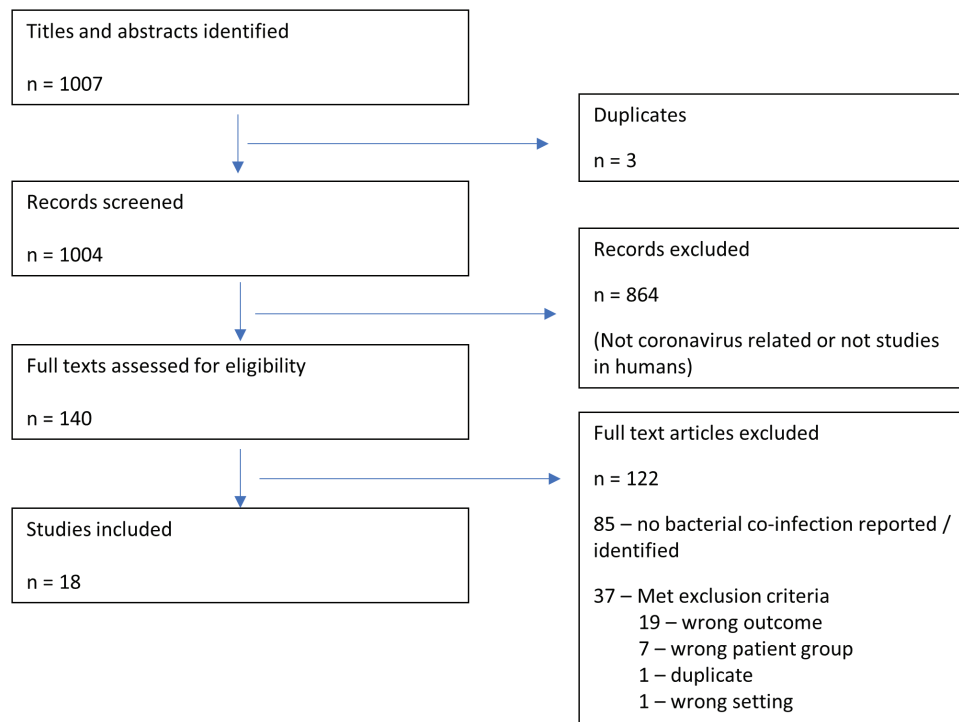 Titles and abstracts identified
n = 1007
Duplicates
n = 3
Records screened
n = 1004
Records excluded
n = 864
(Not coronavirus related or not studies
in humans)
Full texts assessed for eligibility
n = 140
Full text articles excluded
n = 122
85 – no bacterial co-infection reported /
identified
37 – Met exclusion criteria
19 – wrong outcome
7 – wrong patient group
1 – duplicate
1 – wrong setting
Studies included
n = 18